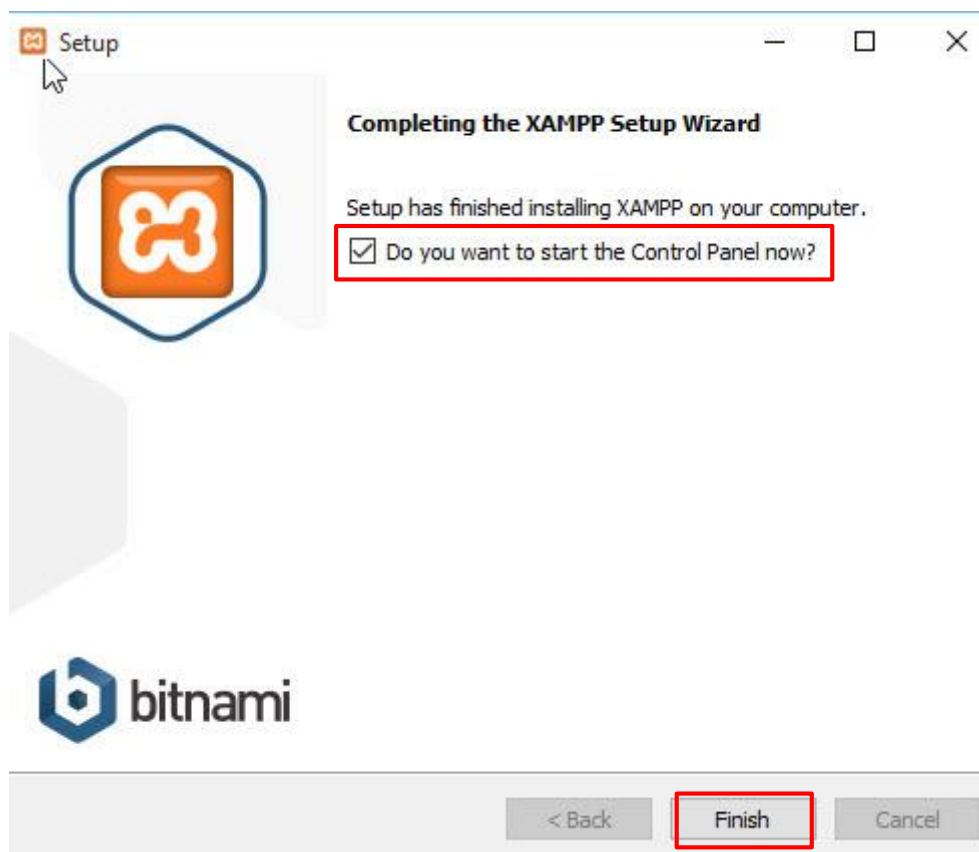 Setup
Completing the XAMPP Setup Wizard
Setup has finished installing XAMPP on your computer.
Do you want to start the Control Panel now?
bitnami
< Back
Finish
Cancel